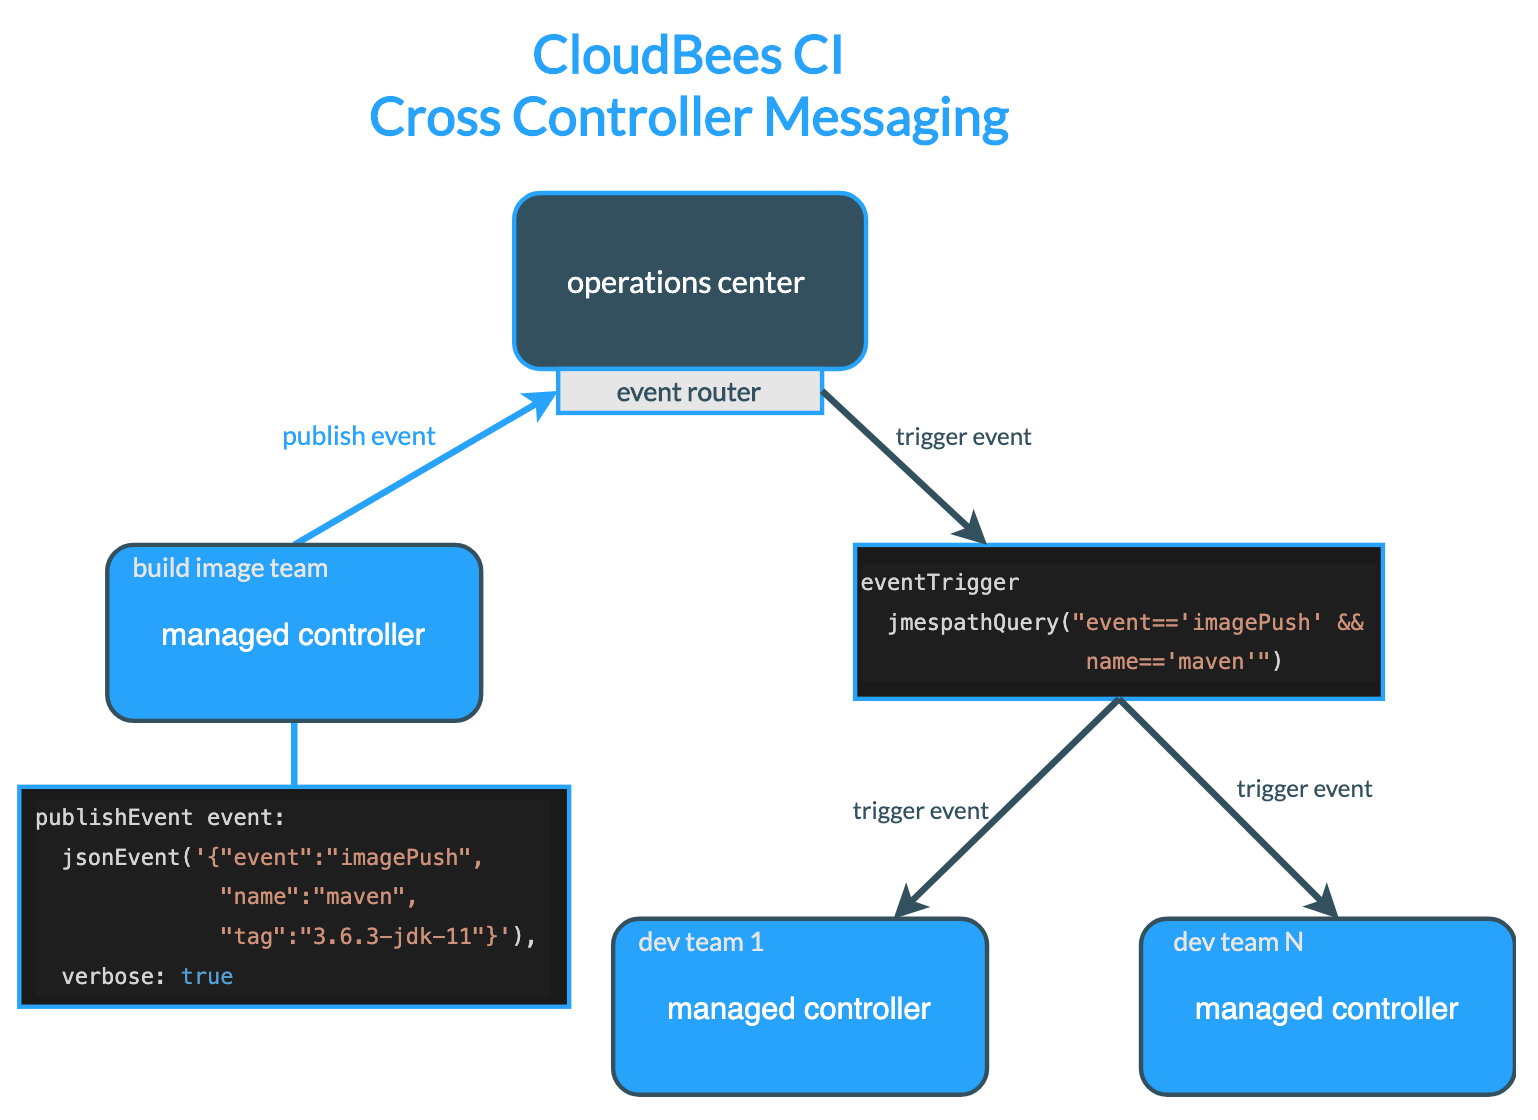 CloudBees CI
Cross Controller Messaging
operations center
event router
publish event
trigger event
build image team
managed controller
eventTrigger
jmespathQuery("event=='imagePush' &&
name=='maven'")
publishEvent event:
jsonEvent('{"event":"imagePush",
"name":"maven",
"tag":"3.6.3-jdk-11"}'),
verbose: true
trigger event
trigger event
dev team 1
managed controller
dev team N
managed controller